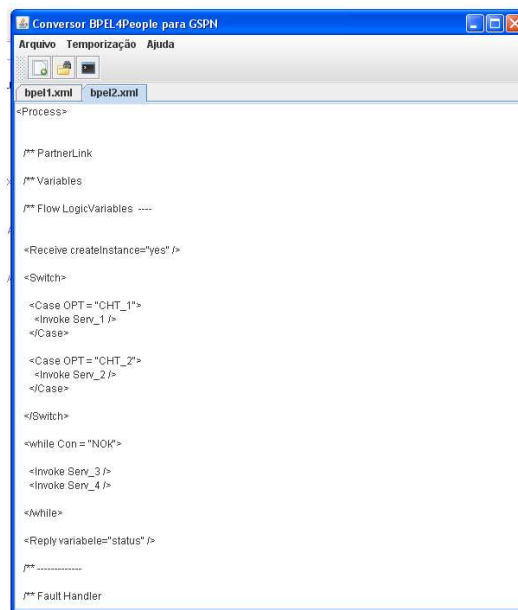 Conversor BPEL4People para GSPN
Arquivo Temporização Ajuda
bpel1.xml bpel2.xml
<Process>
/** PartnerLink
/** Variables
/** Flow LogicVariables ----
<Receive createInstance="yes" />
<Switch>
<Case OPT = "CHT_1">
<Invoke Serv_1 />
</Case>
<Case OPT = "CHT_2">
<Invoke Serv_2 />
</Case>
</Switch>
<while Con = "NOk">
<Invoke Serv_3 />
<Invoke Serv_4 />
</while>
<Reply variabele="status" />
/** -------------
/** Fault Handler